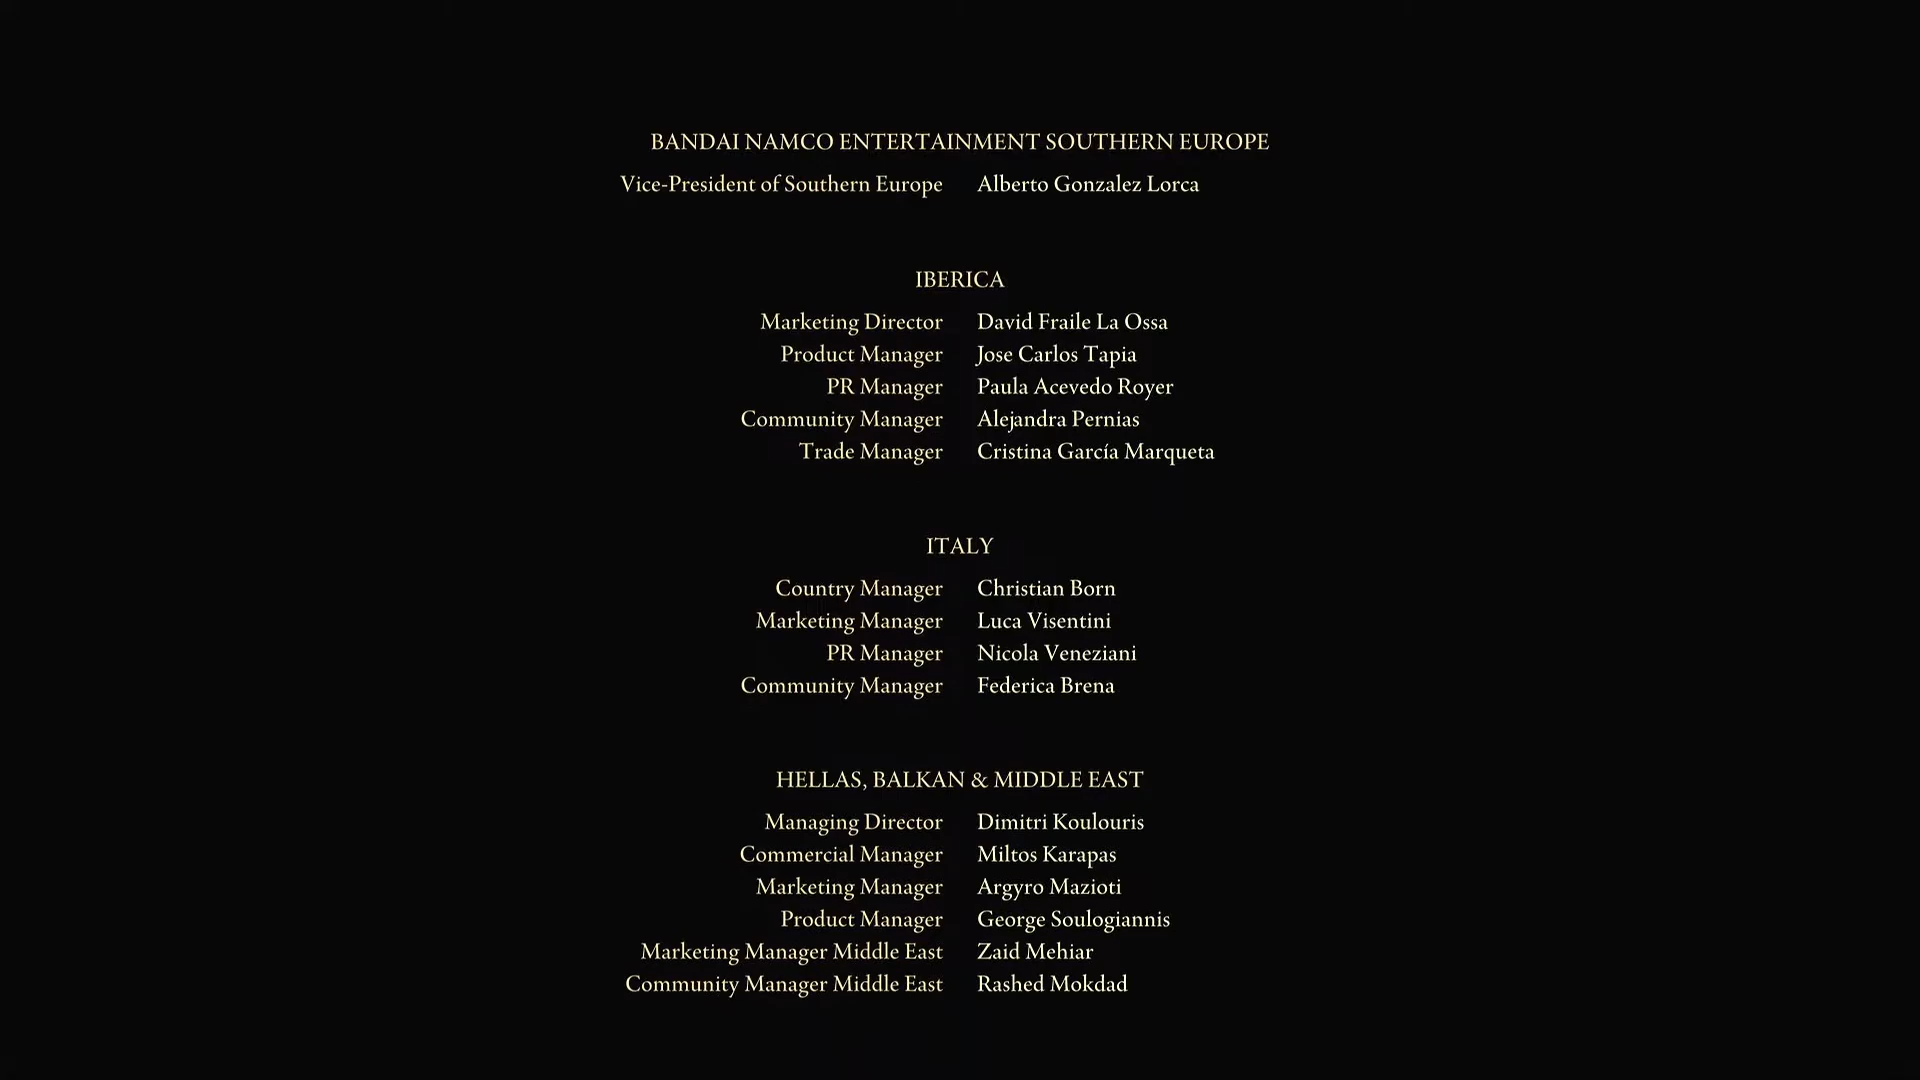 BANDAI NAMCO ENTERTAINMENT SOUTHERN EUROPE
Vice-President of Southern Europe Alberto Gonzalez Lorca
IBERICA
Marketing Director David Fraile La Ossa
Product Manager Jose Carlos Tapia
PR Manager Paula Acevedo Royer
Community Manager Alejandra Pernias
Trade Manager Cristina García Marqueta
ITALY
Country Manager Christian Born
Marketing Manager Luca Visentini
PR Manager Nicola Veneziani
Community Manager Federica Brena
HELLAS, BALKAN & MIDDLE EAST
Managing Director Dimitri Koulouris
Commercial Manager Miltos Karapas
Marketing Manager Argyro Mazioti
Product Manager George Soulogiannis
Marketing Manager Middle East Zaid Mehiar
Community Manager Middle East Rashed Mokdad